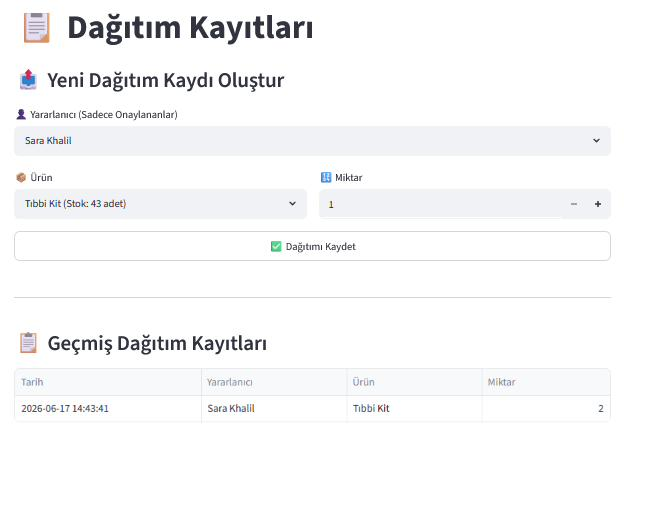 Dağıtım Kayıtları
Yeni Dağıtım Kaydı Oluştur
Yararlanıcı (Sadece Onaylananlar)
Sara Khalil
Ürün
Miktar
Tıbbi Kit (Stok: 43 adet)
1
Dağıtımı Kaydet
Geçmiş Dağıtım Kayıtları
Tarih Yararlanıcı Ürün Miktar
2026-06-17 14:43:41 Sara Khalil Tıbbi Kit 2